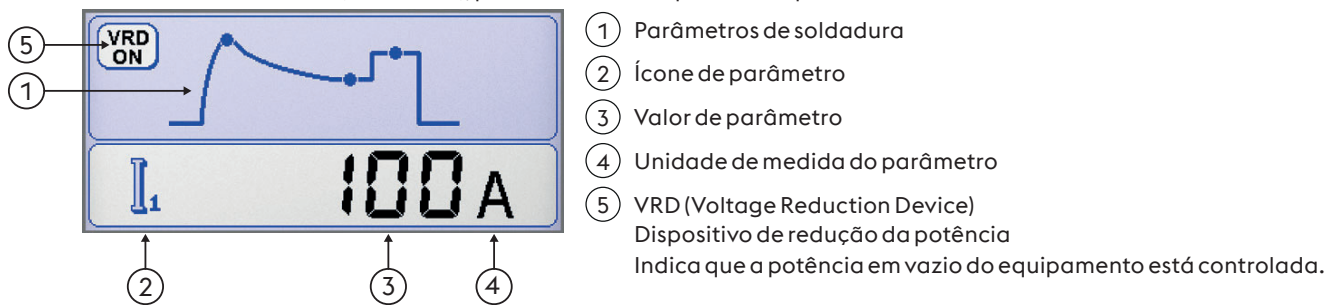 VRD
ON
5
1
I1
100 A
2
3
4
1 Parâmetros de soldadura
2 Ícone de parâmetro
3 Valor de parâmetro
4 Unidade de medida do parâmetro
5 VRD (Voltage Reduction Device)
Dispositivo de redução da potência
Indica que a potência em vazio do equipamento está controlada.